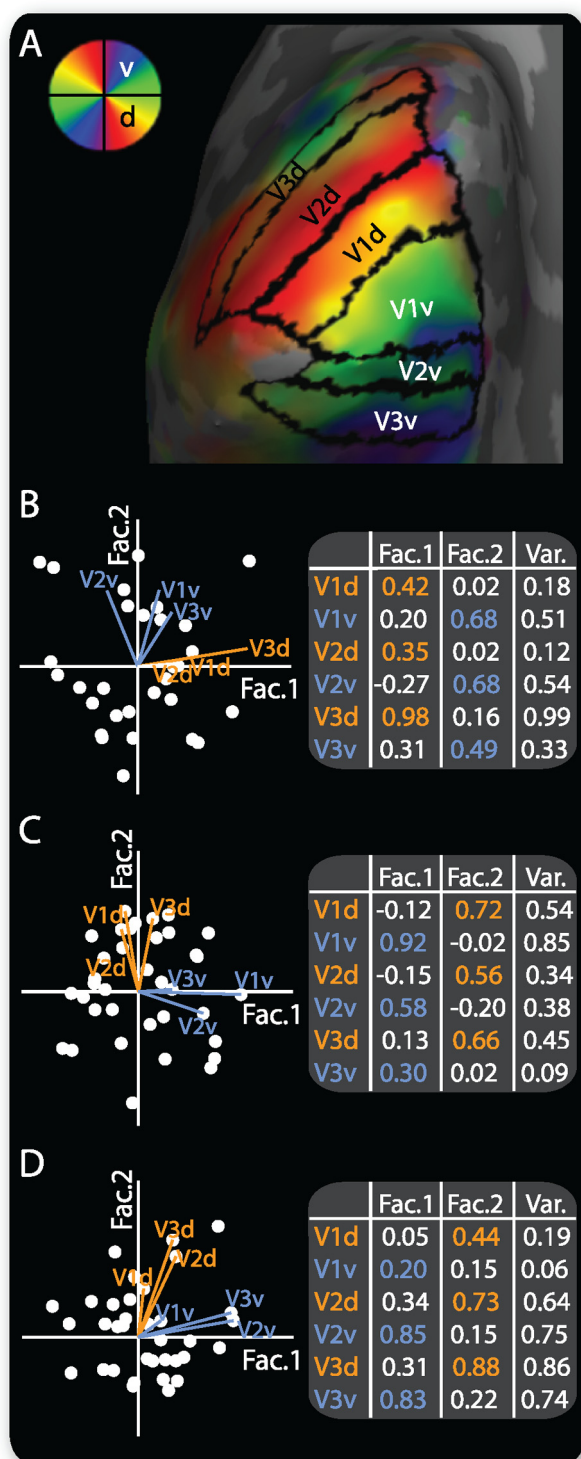 A
v
d
V3d
V2d
V1d
V1v
V2v
V3v
B
Fac.2
V2v
V1v
V3v
V3d
V1d
V2d
Fac.1
Fac.1 Fac.2 Var.
V1d 0.42 0.02 0.18
V1v 0.20 0.68 0.51
V2d 0.35 0.02 0.12
V2v -0.27 0.68 0.54
V3d 0.98 0.16 0.99
V3v 0.31 0.49 0.33
C
Fac.2
V1d V3d
V2d
V3v V1v
Fac.1
V2v
Fac.1 Fac.2 Var.
V1d -0.12 0.72 0.54
V1v 0.92 -0.02 0.85
V2d -0.15 0.56 0.34
V2v 0.58 -0.20 0.38
V3d 0.13 0.66 0.45
V3v 0.30 0.02 0.09
D
Fac.2
V3d
V2d
V1d
V3v
V1v
V2v
Fac.1
Fac.1 Fac.2 Var.
V1d 0.05 0.44 0.19
V1v 0.20 0.15 0.06
V2d 0.34 0.73 0.64
V2v 0.85 0.15 0.75
V3d 0.31 0.88 0.86
V3v 0.83 0.22 0.74